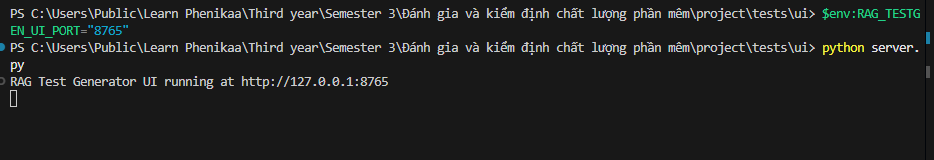 PS C:\Users\Public\Learn Phenikaa\Third year\Semester 3\Đánh gia và kiểm định chất lượng phần mêm\project\tests\ui> $env:RAG_TESTG
EN_UI_PORT="8765"
PS C:\Users\Public\Learn Phenikaa\Third year\Semester 3\Đánh gia và kiểm định chất lượng phần mêm\project\tests\ui> python server.
py
RAG Test Generator UI running at http://127.0.0.1:8765